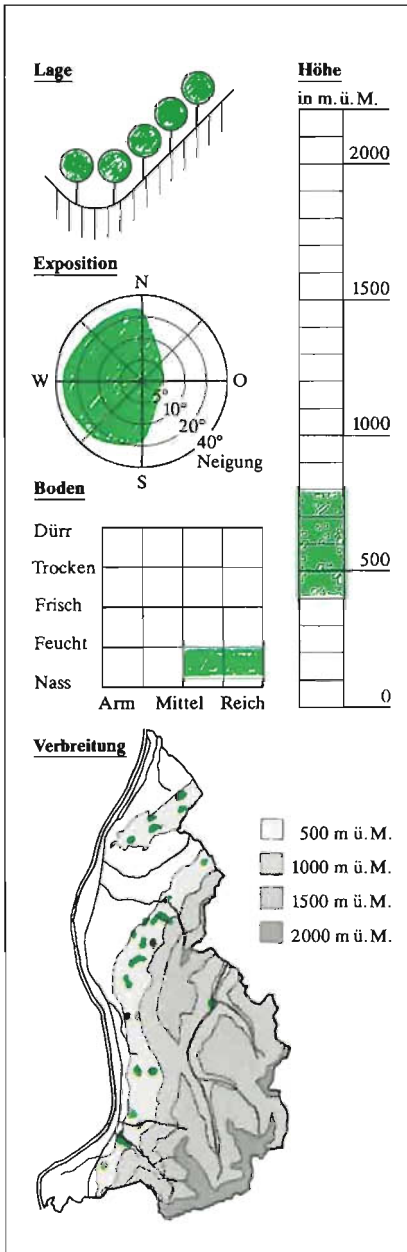 Lage
Exposition
N
W
O
S
5°
10°
20°
40°
Neigung
Boden
Dürr
Trocken
Frisch
Feucht
Nass
Arm Mittel Reich
Höhe
in m. ü. M.
2000
1500
1000
500
0
Verbreitung
500 m ü. M.
1000 m ü. M.
1500 m ü. M.
2000 m ü. M.